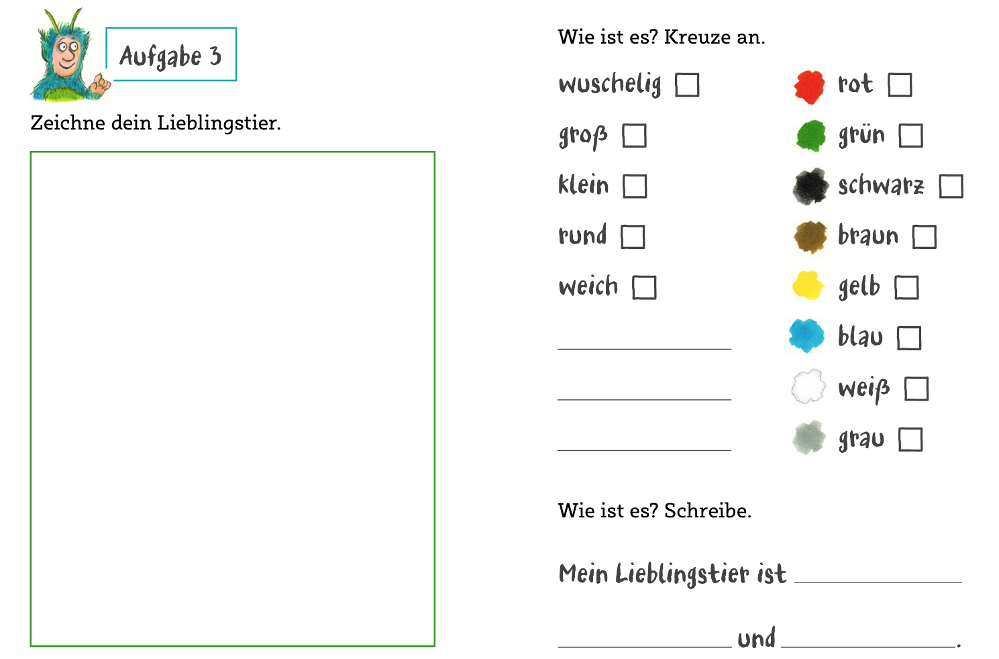 Aufgabe 3
Zeichne dein Lieblingstier.
Wie ist es? Kreuze an.
wuschelig
groß
klein
rund
weich
rot
grün
schwarz
braun
gelb
blau
weiß
grau
Wie ist es? Schreibe.
Mein Lieblingstier ist
und .